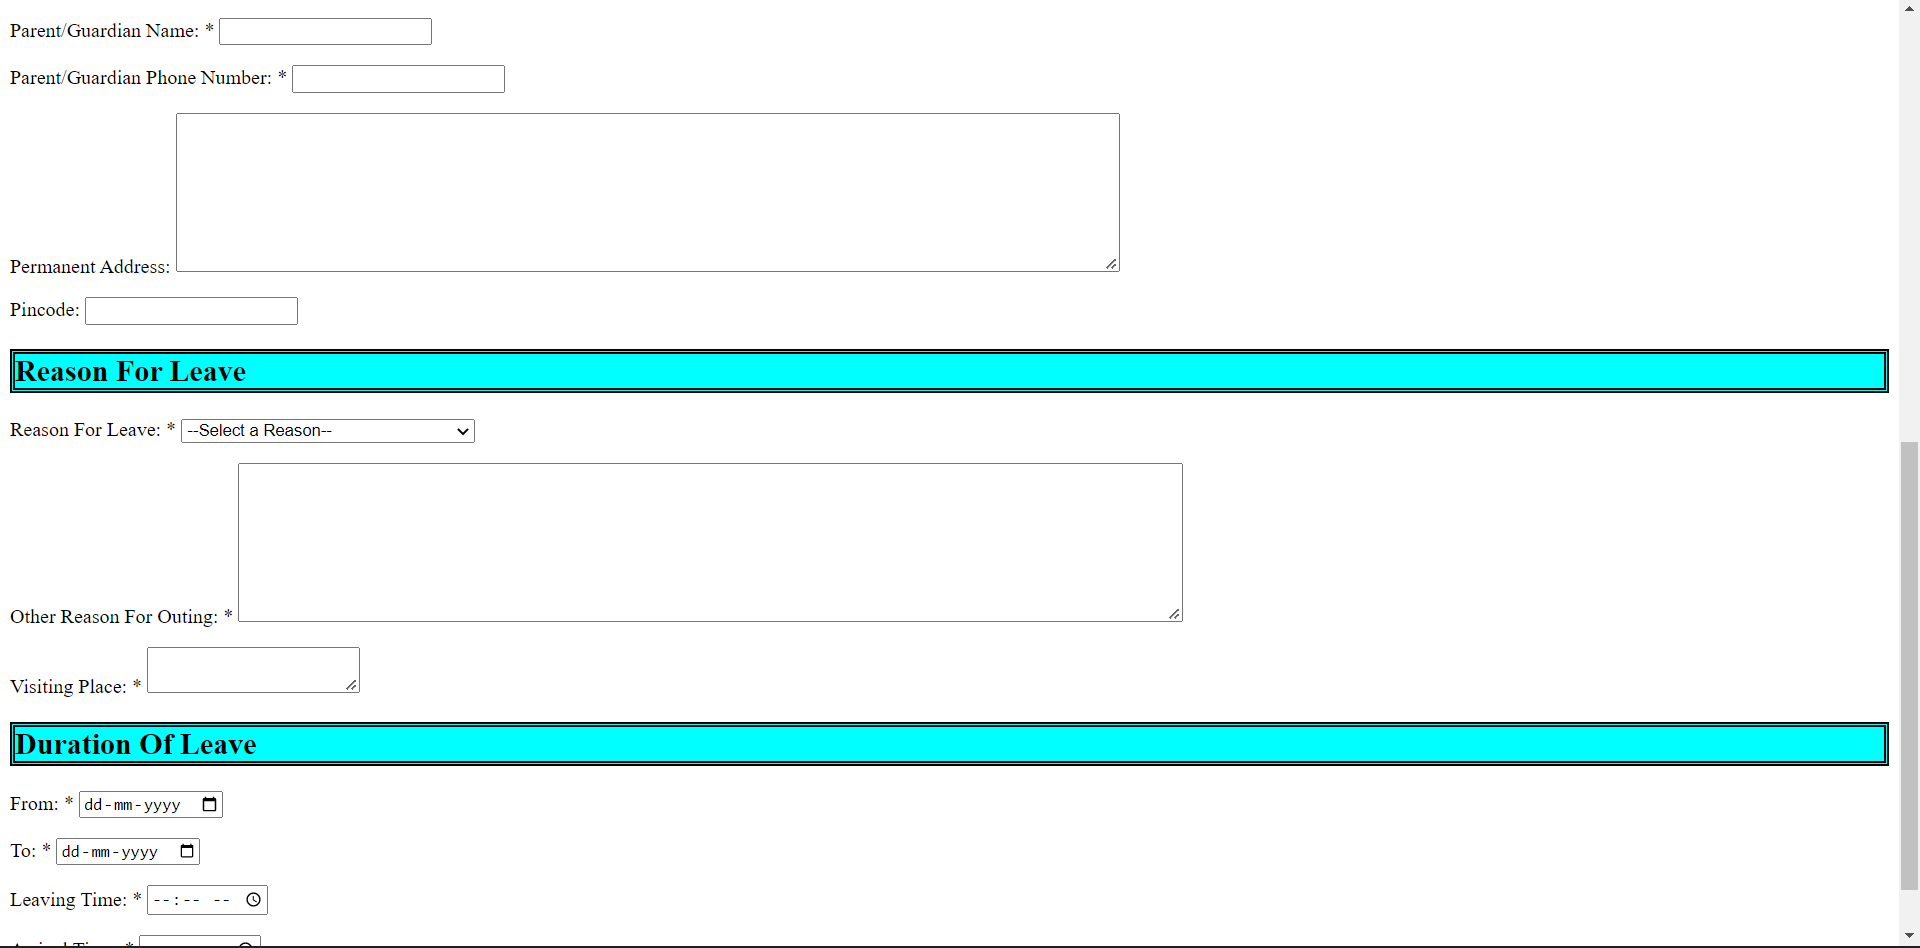 Parent/Guardian Name: *
Parent/Guardian Phone Number: *
Permanent Address:
Pincode:
Reason For Leave
Reason For Leave: * --Select a Reason--
Other Reason For Outing: *
Visiting Place: *
Duration Of Leave
From: * dd-mm-yyyy
To: * dd-mm-yyyy
Leaving Time: * --:-- --